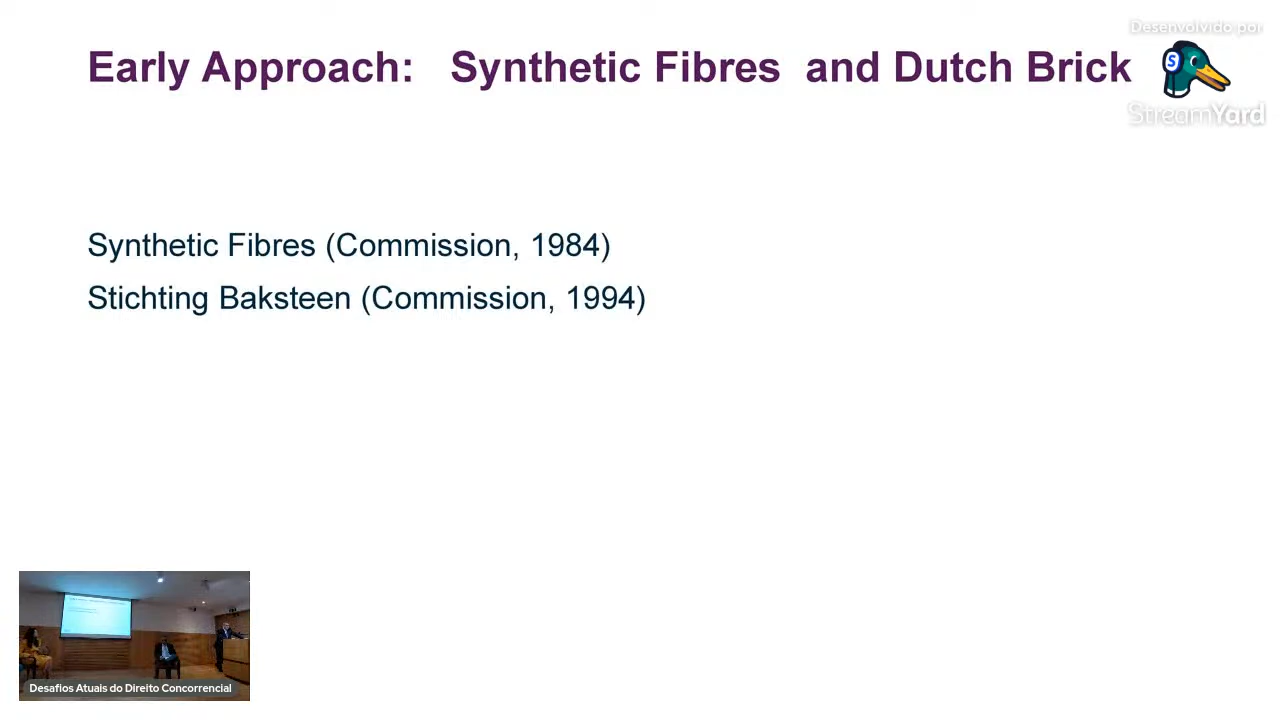 Desenvolvido por
Early Approach: Synthetic Fibres and Dutch Brick
S
StreamYard
Synthetic Fibres (Commission, 1984)
Stichting Baksteen (Commission, 1994)
Desafios Atuais do Direito Concorrencial